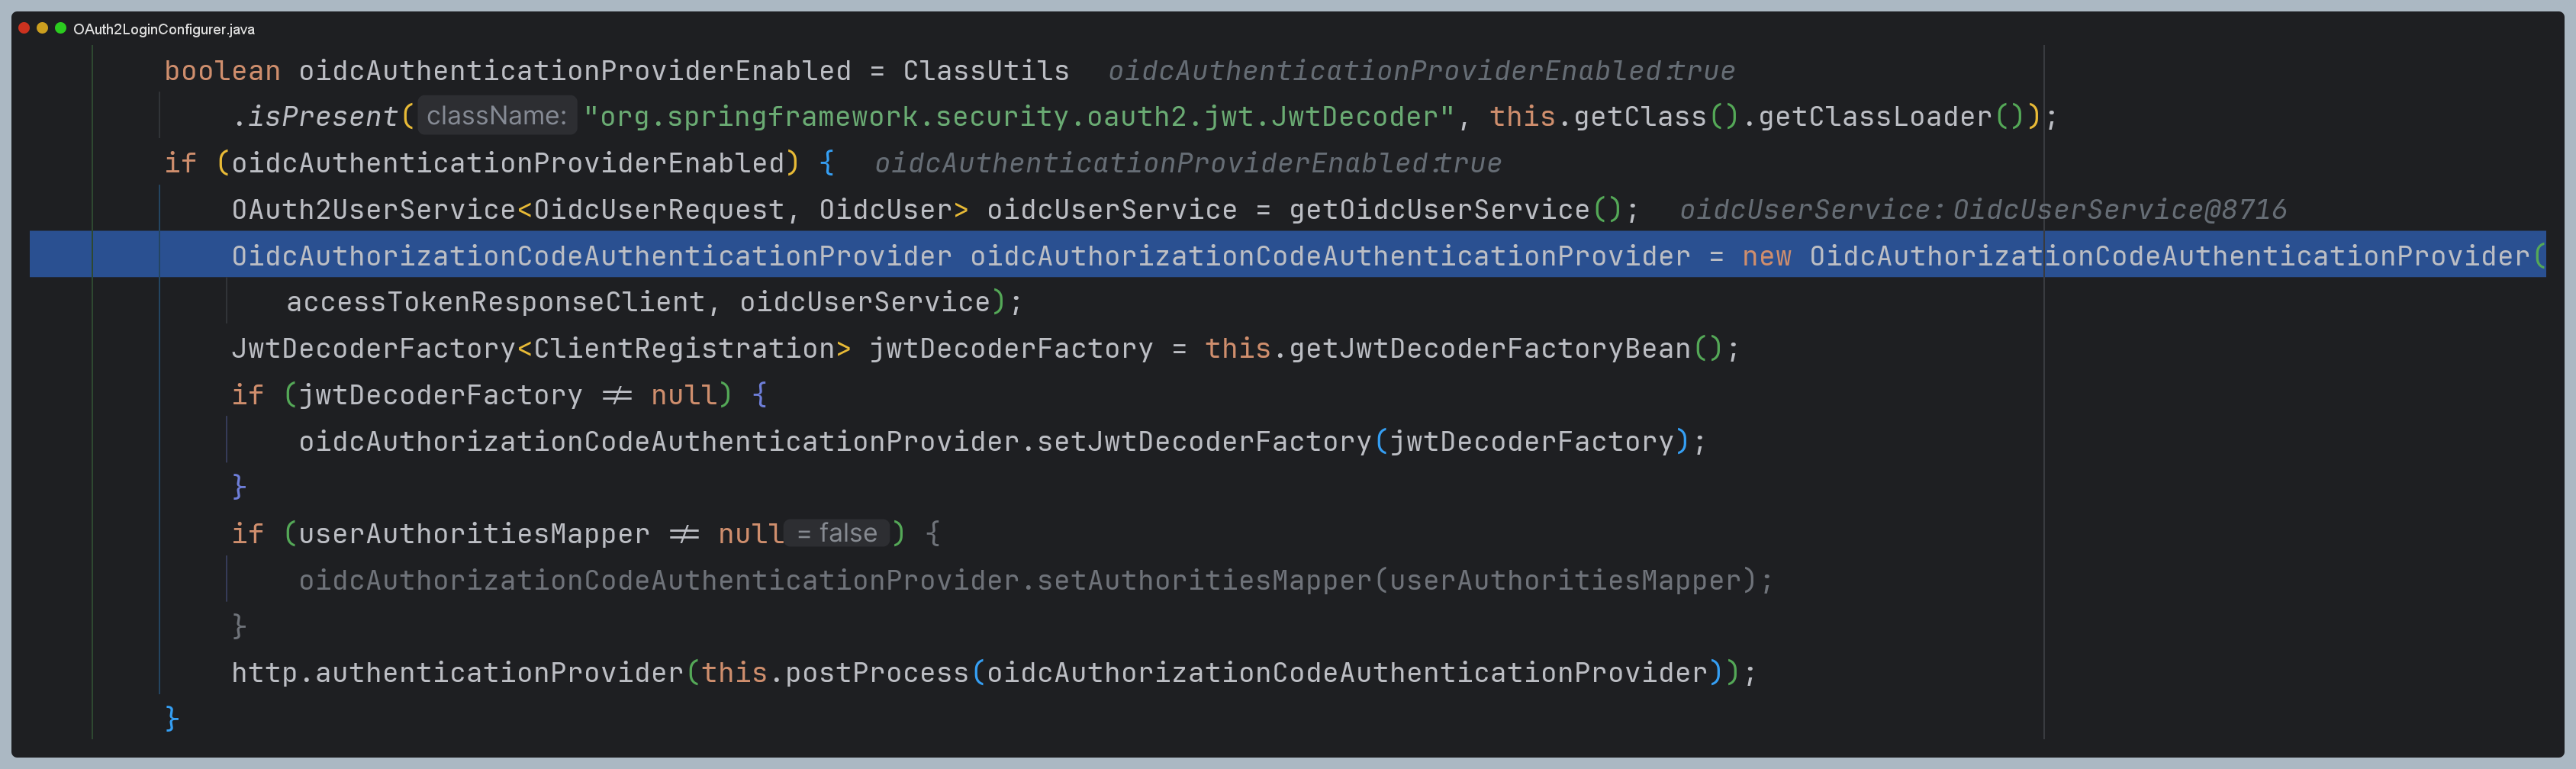 OAuth2LoginConfigurer.java
boolean oidcAuthenticationProviderEnabled = ClassUtils oidcAuthenticationProviderEnabled: true
.isPresent( className: "org.springframework.security.oauth2.jwt.JwtDecoder", this.getClass().getClassLoader());
if (oidcAuthenticationProviderEnabled) { oidcAuthenticationProviderEnabled: true
OAuth2UserService<OidcUserRequest, OidcUser> oidcUserService = getOidcUserService(); oidcUserService: OidcUserService@8716
OidcAuthorizationCodeAuthenticationProvider oidcAuthorizationCodeAuthenticationProvider = new OidcAuthorizationCodeAuthenticationProvider(
accessTokenResponseClient, oidcUserService);
JwtDecoderFactory<ClientRegistration> jwtDecoderFactory = this.getJwtDecoderFactoryBean();
if (jwtDecoderFactory != null) {
oidcAuthorizationCodeAuthenticationProvider.setJwtDecoderFactory(jwtDecoderFactory);
}
if (userAuthoritiesMapper != null = false ) {
oidcAuthorizationCodeAuthenticationProvider.setAuthoritiesMapper(userAuthoritiesMapper);
}
http.authenticationProvider(this.postProcess(oidcAuthorizationCodeAuthenticationProvider));
}